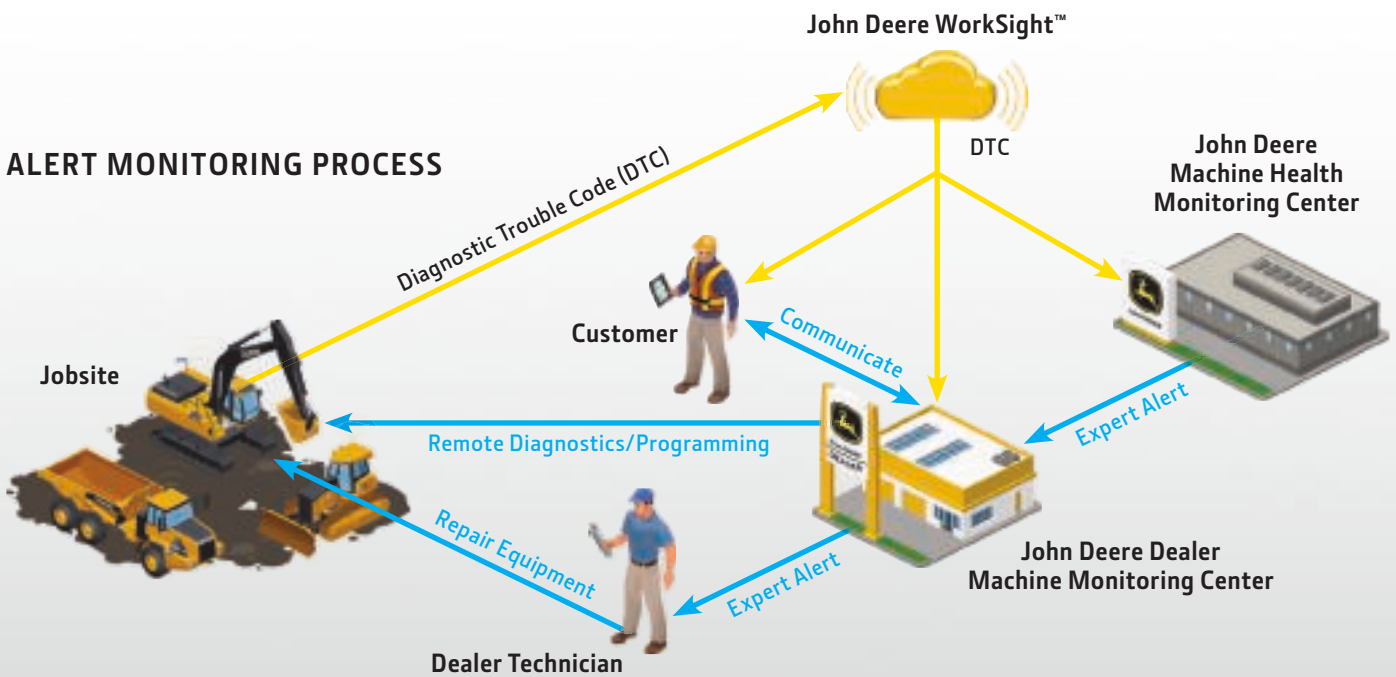 John Deere WorkSight™
ALERT MONITORING PROCESS
Diagnostic Trouble Code (DTC)
DTC
John Deere
Machine Health
Monitoring Center
Customer
Communicate
Jobsite
Expert Alert
Remote Diagnostics/Programming
Repair Equipment
Expert Alert
John Deere Dealer
Machine Monitoring Center
Dealer Technician